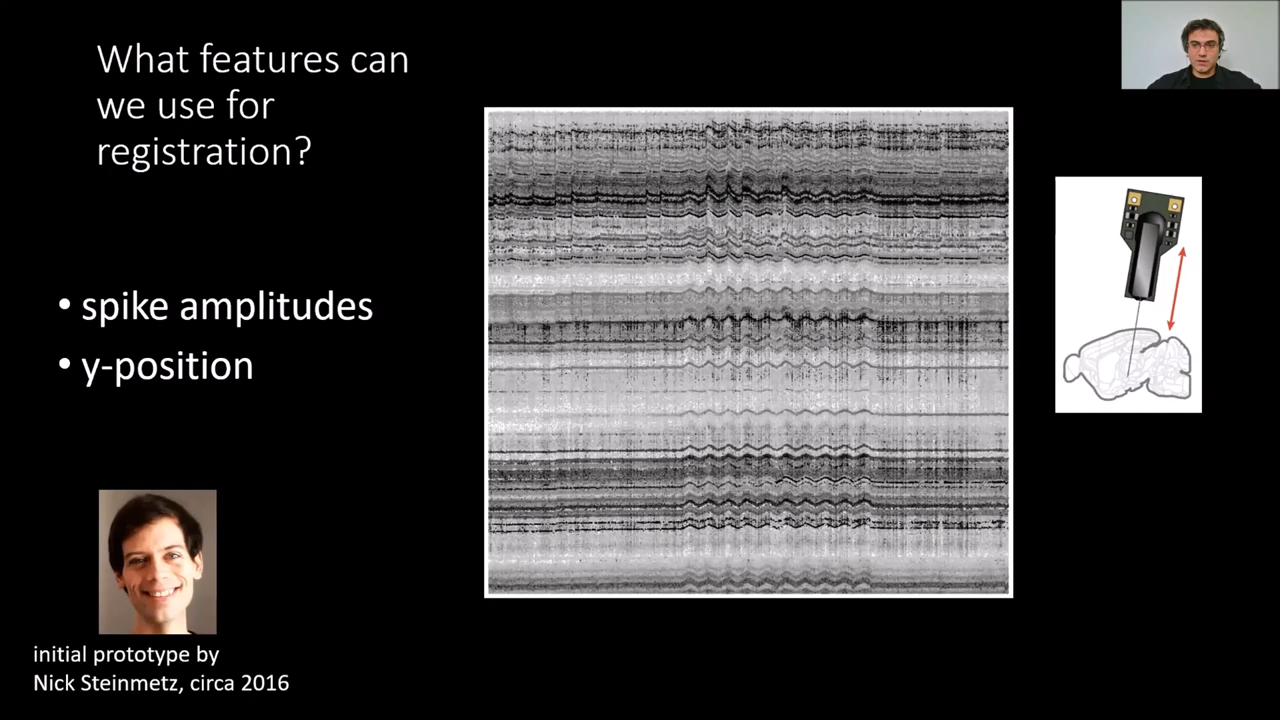 What features can
we use for
registration?
• spike amplitudes
• y-position
initial prototype by
Nick Steinmetz, circa 2016